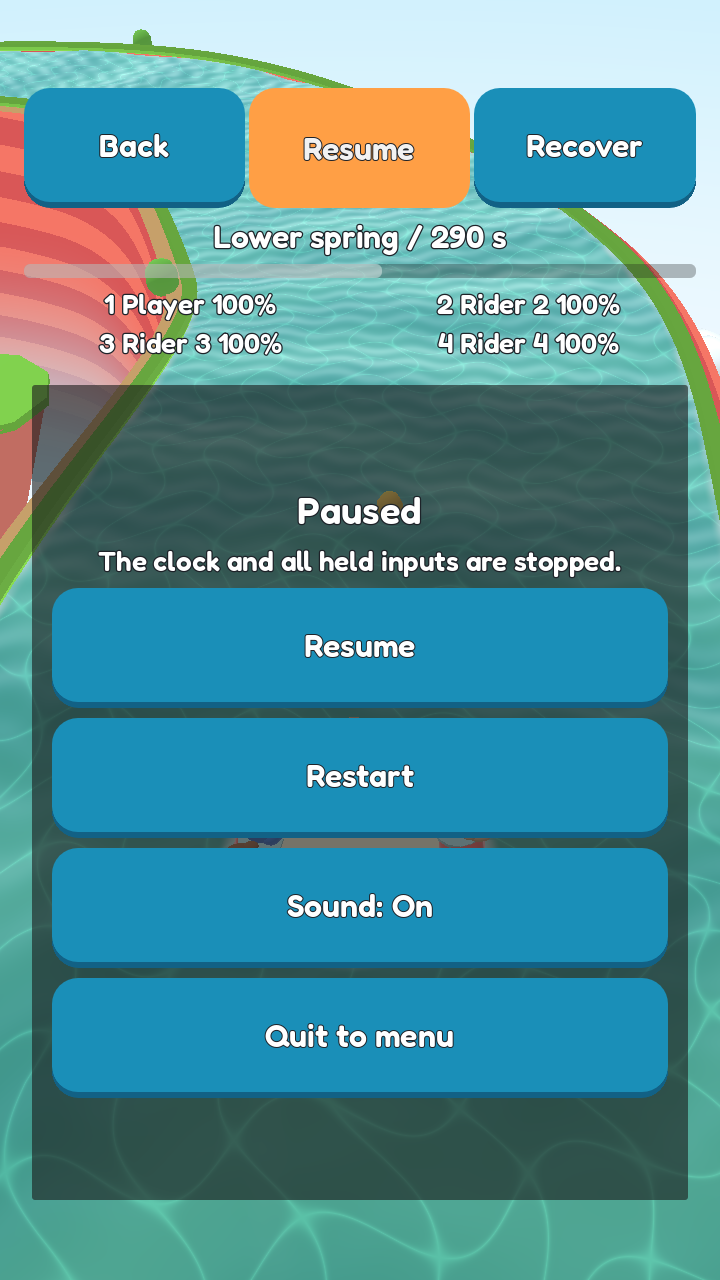 Back
Resume
Recover
Lower spring / 290 s
1 Player 100%
2 Rider 2 100%
3 Rider 3 100%
4 Rider 4 100%
Paused
The clock and all held inputs are stopped.
Resume
Restart
Sound: On
Quit to menu